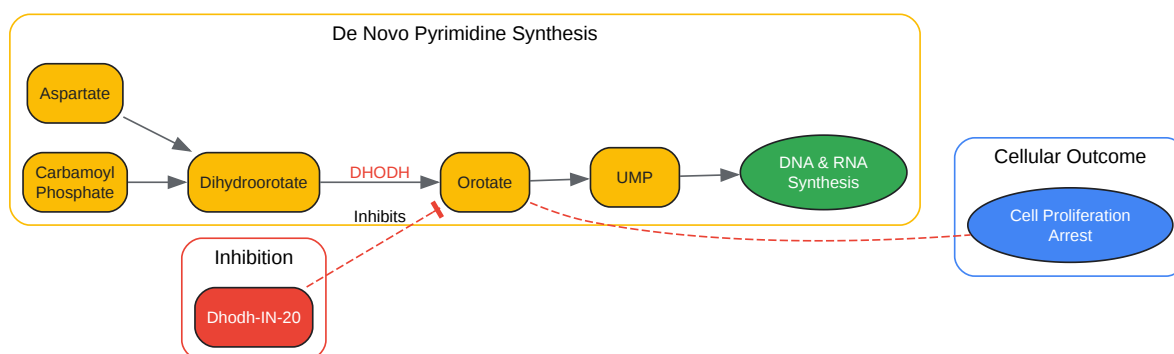 De Novo Pyrimidine Synthesis
Aspartate
Carbamoyl
Phosphate
Dihydroorotate
DHODH
Orotate
UMP
DNA & RNA
Synthesis
Inhibits
Cellular Outcome
Cell Proliferation
Arrest
Inhibition
Dhodh-IN-20